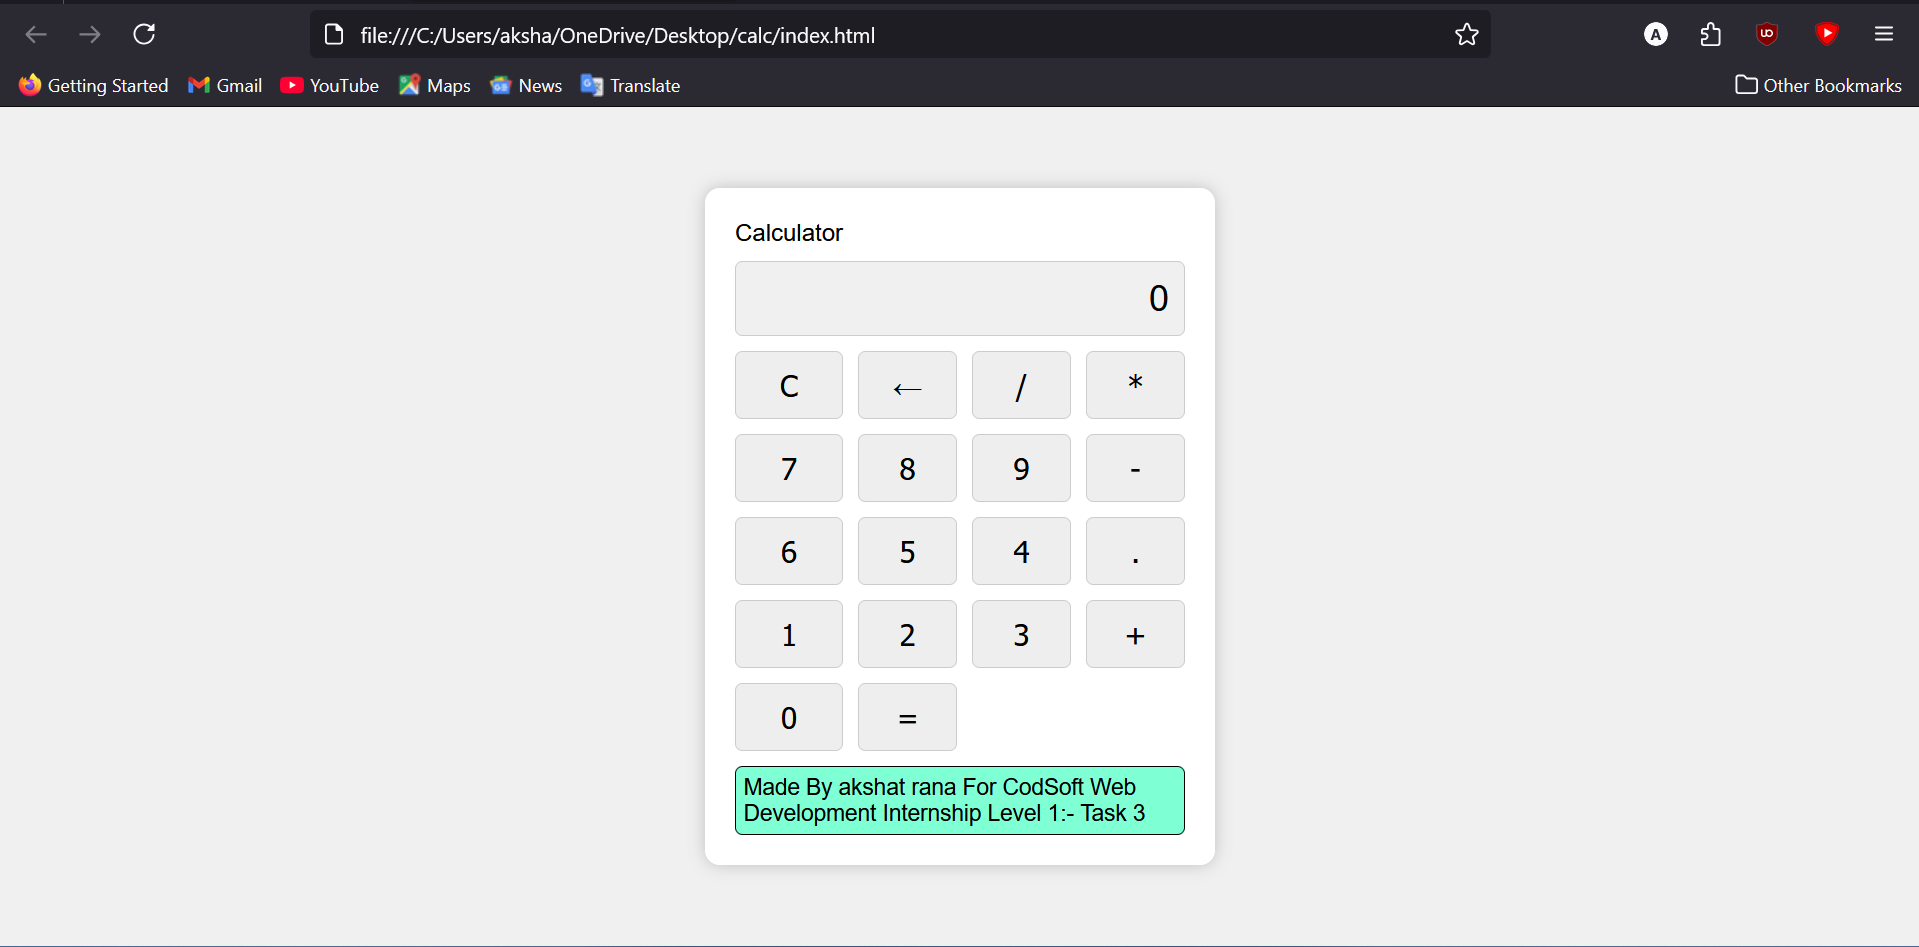 file:///C:/Users/aksha/OneDrive/Desktop/calc/index.html
A
Getting Started Gmail YouTube Maps News Translate Other Bookmarks
Calculator
0
C ← / *
7 8 9 -
6 5 4 .
1 2 3 +
0 =
Made By akshat rana For CodSoft Web
Development Internship Level 1:- Task 3